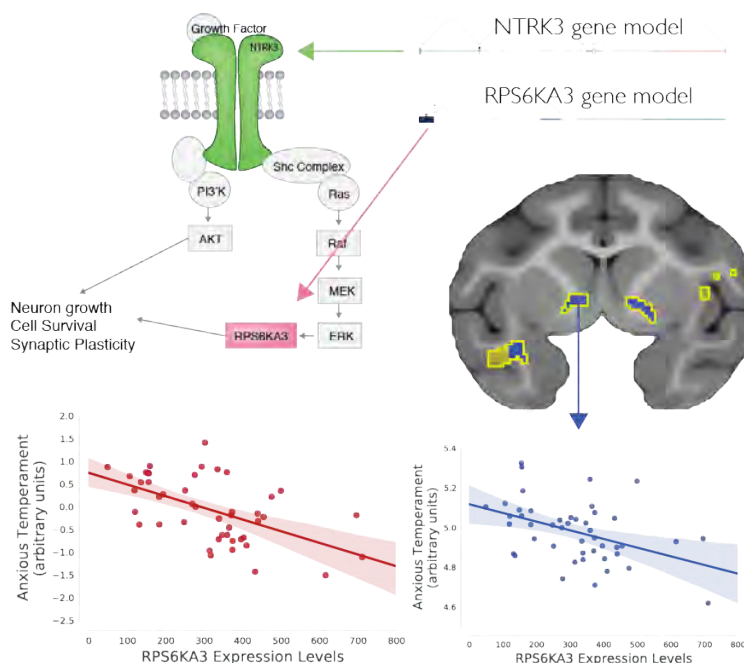 Growth Factor
NTRK3
NTRK3 gene model
RPS6KA3 gene model
Shc Complex
PI3'K
Ras
AKT
Raf
MEK
Neuron growth
Cell Survival
Synaptic Plasticity
RPS6KA3
ERK
Anxious Temperament
(arbitrary units)
2.0
1.5
1.0
0.5
0.0
−0.5
−1.0
−1.5
−2.0
−2.5
0 100 200 300 400 500 600 700 800
RPS6KA3 Expression Levels
Anxious Temperament
(arbitrary units)
5.4
5.2
5.0
4.8
4.6
0 100 200 300 400 500 600 700 800
RPS6KA3 Expression Levels